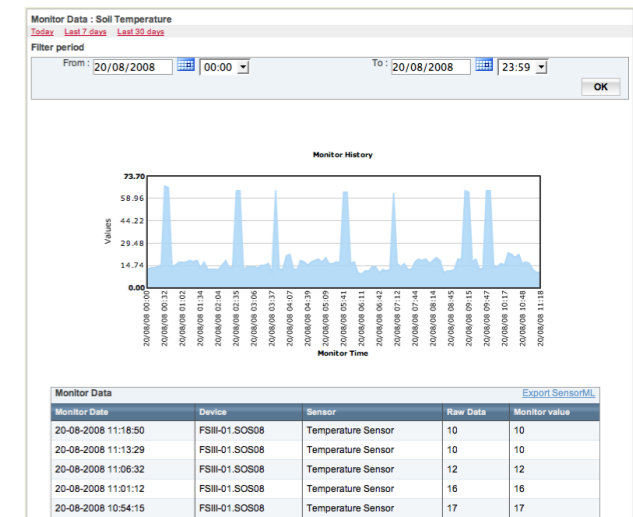 Monitor Data : Soil Temperature
Today Last 7 days Last 30 days
Filter period
From : 20/08/2008 00:00 To : 20/08/2008 23:59
OK
Monitor History
73.70
58.96
44.22
29.48
14.74
0.00
Values
20/08/08 00:00
20/08/08 00:32
20/08/08 01:02
20/08/08 01:34
20/08/08 02:04
20/08/08 02:35
20/08/08 03:06
20/08/08 03:37
20/08/08 04:07
20/08/08 04:39
20/08/08 05:09
20/08/08 05:41
20/08/08 06:11
20/08/08 06:42
20/08/08 07:12
20/08/08 07:44
20/08/08 08:14
20/08/08 08:45
20/08/08 09:15
20/08/08 09:47
20/08/08 10:17
20/08/08 10:48
20/08/08 11:18
Monitor Time
Monitor Data Export SensorML
Monitor Date Device Sensor Raw Data Monitor value
20-08-2008 11:18:50 FSIII-01.SOS08 Temperature Sensor 10 10
20-08-2008 11:13:29 FSIII-01.SOS08 Temperature Sensor 10 10
20-08-2008 11:06:32 FSIII-01.SOS08 Temperature Sensor 12 12
20-08-2008 11:01:12 FSIII-01.SOS08 Temperature Sensor 16 16
20-08-2008 10:54:15 FSIII-01.SOS08 Temperature Sensor 17 17